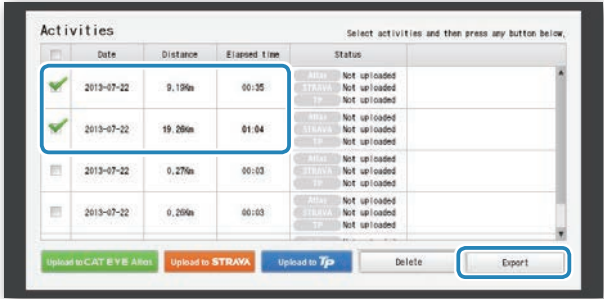 Activities
Select activities and then press any button below.
Date Distance Elapsed time Status
2013-07-22 9.19Km 00:35
Atlas Not uploaded
STRAVA Not uploaded
TP Not uploaded
2013-07-22 19.26Km 01:04
Atlas Not uploaded
STRAVA Not uploaded
TP Not uploaded
2013-07-22 0.27Km 00:03
Atlas Not uploaded
STRAVA Not uploaded
TP Not uploaded
2013-07-22 0.26Km 00:03
Atlas Not uploaded
STRAVA Not uploaded
TP Not uploaded
Upload to CATEYE Atlas Upload to STRAVA Upload to TP Delete Export